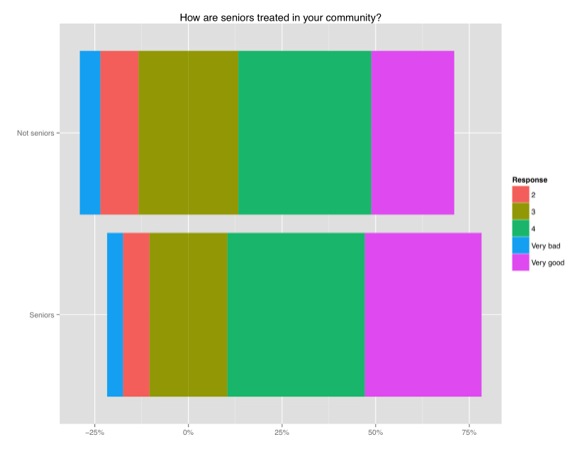 How are seniors treated in your community?
Not seniors
Seniors
−25%
0%
25%
50%
75%
Response
2
3
4
Very bad
Very good